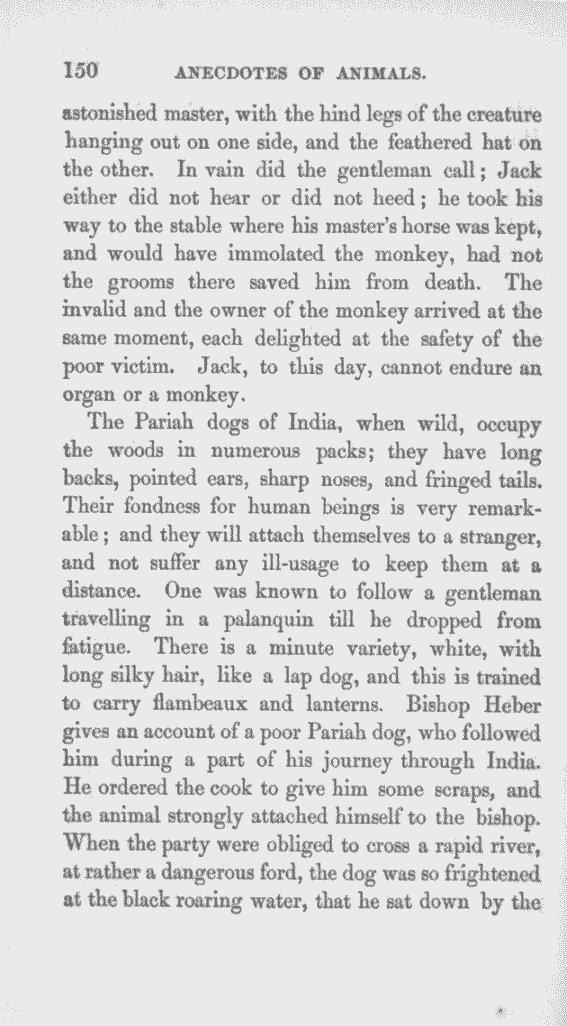 150 ANECDOTES OF ANIMALS.
astonished master, with the hind legs of the creature
hanging out on one side, and the feathered hat on
the other. In vain did the gentleman call; Jack
either did not hear or did not heed; he took his
way to the stable where his master's horse was kept,
and would have immolated the monkey, had not
the grooms there saved him from death. The
invalid and the owner of the monkey arrived at the
same moment, each delighted at the safety of the
poor victim. Jack, to this day, cannot endure an
organ or a monkey.
The Pariah dogs of India, when wild, occupy
the woods in numerous packs; they have long
backs, pointed ears, sharp noses, and fringed tails.
Their fondness for human beings is very remark-
able; and they will attach themselves to a stranger,
and not suffer any ill-usage to keep them at a
distance. One was known to follow a gentleman
travelling in a palanquin till he dropped from
fatigue. There is a minute variety, white, with
long silky hair, like a lap dog, and this is trained
to carry flambeaux and lanterns. Bishop Heber
gives an account of a poor Pariah dog, who followed
him during a part of his journey through India.
He ordered the cook to give him some scraps, and
the animal strongly attached himself to the bishop.
When the party were obliged to cross a rapid river,
at rather a dangerous ford, the dog was so frightened
at the black roaring water, that he sat down by the